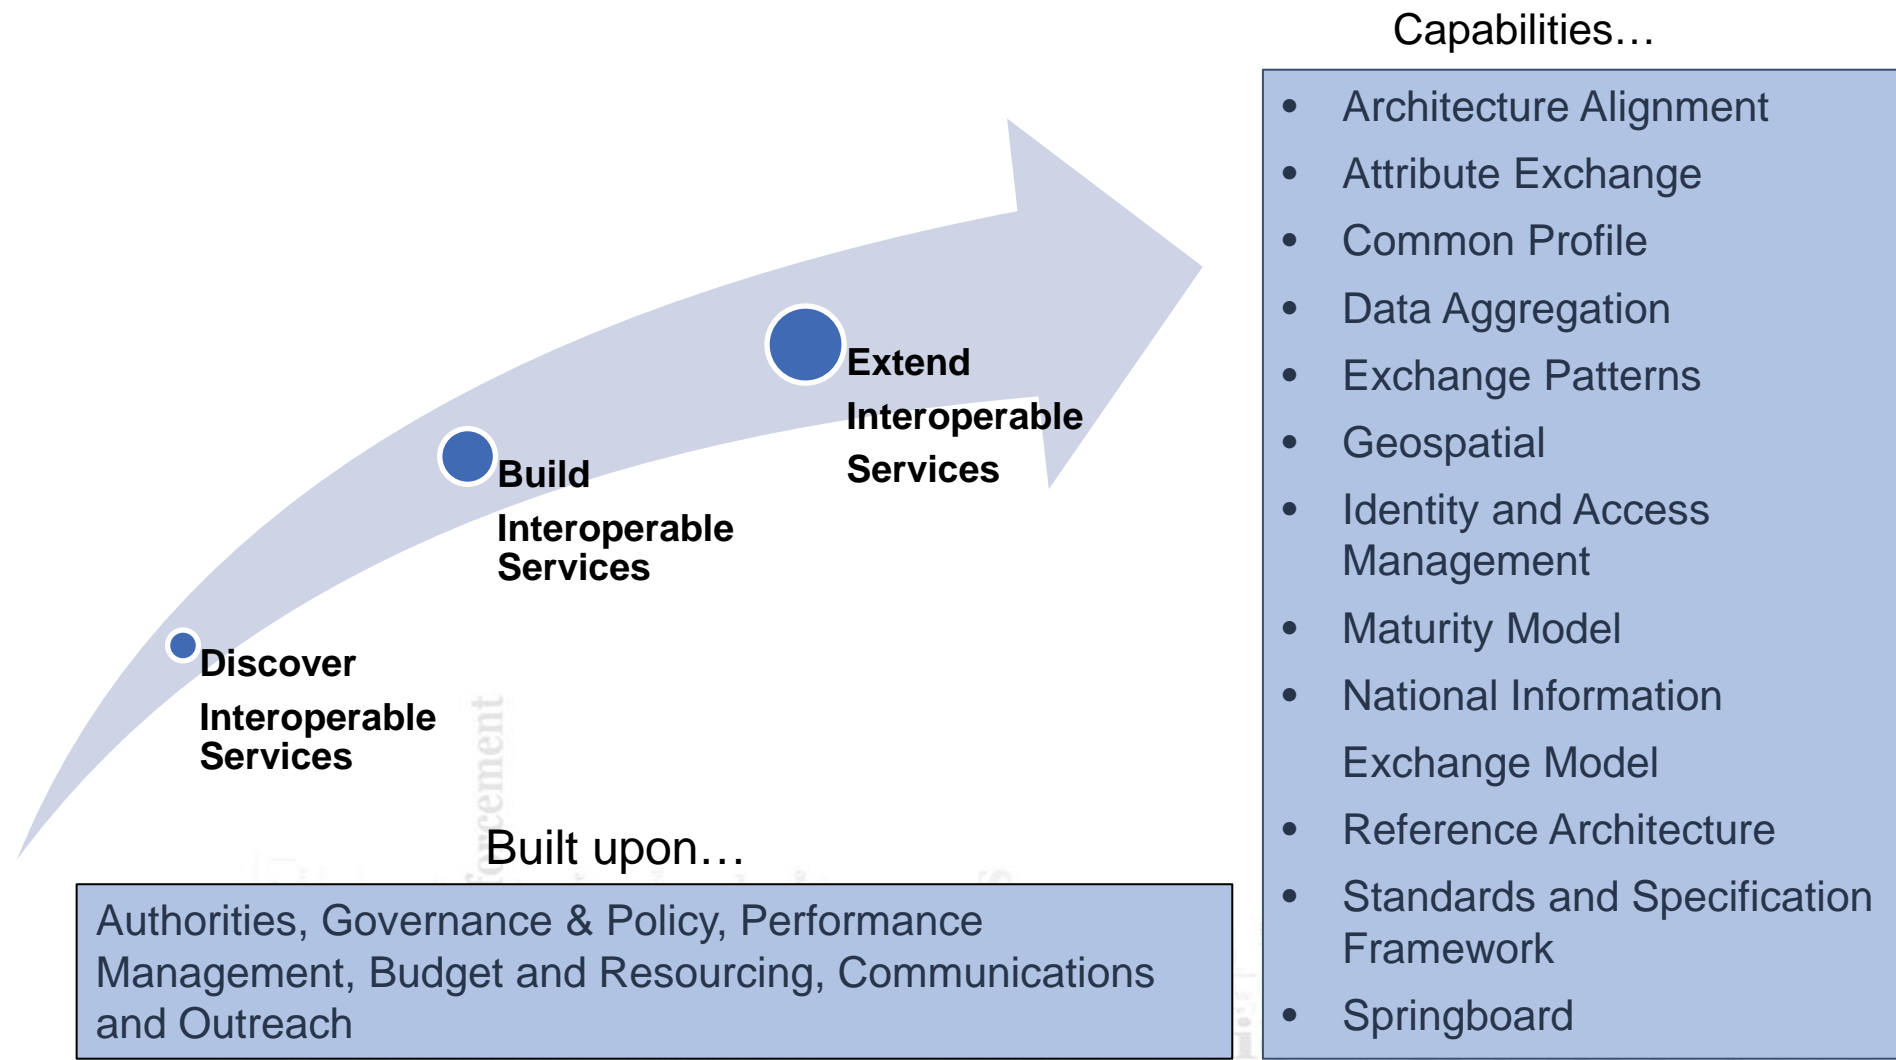 Capabilities…
• Architecture Alignment
• Attribute Exchange
• Common Profile
• Data Aggregation
• Exchange Patterns
• Geospatial
• Identity and Access
Management
• Maturity Model
• National Information
Exchange Model
• Reference Architecture
• Standards and Specification
Framework
• Springboard
Extend
Interoperable
Services
Build
Interoperable
Services
Discover
Interoperable
Services
forcement
Built upon…
Authorities, Governance & Policy, Performance
Management, Budget and Resourcing, Communications
and Outreach